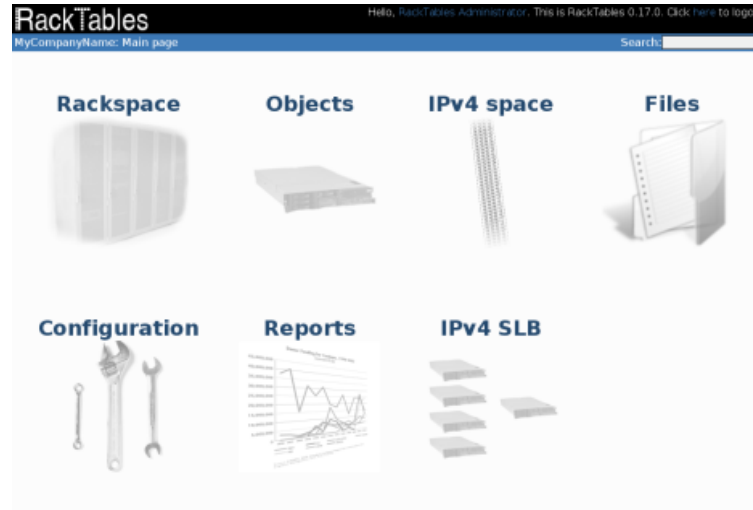 RackTables
Hello, RackTables Administrator. This is RackTables 0.17.0. Click here to logo
MyCompanyName: Main page
Search:
Rackspace
Objects
IPv4 space
Files
Configuration
Reports
IPv4 SLB